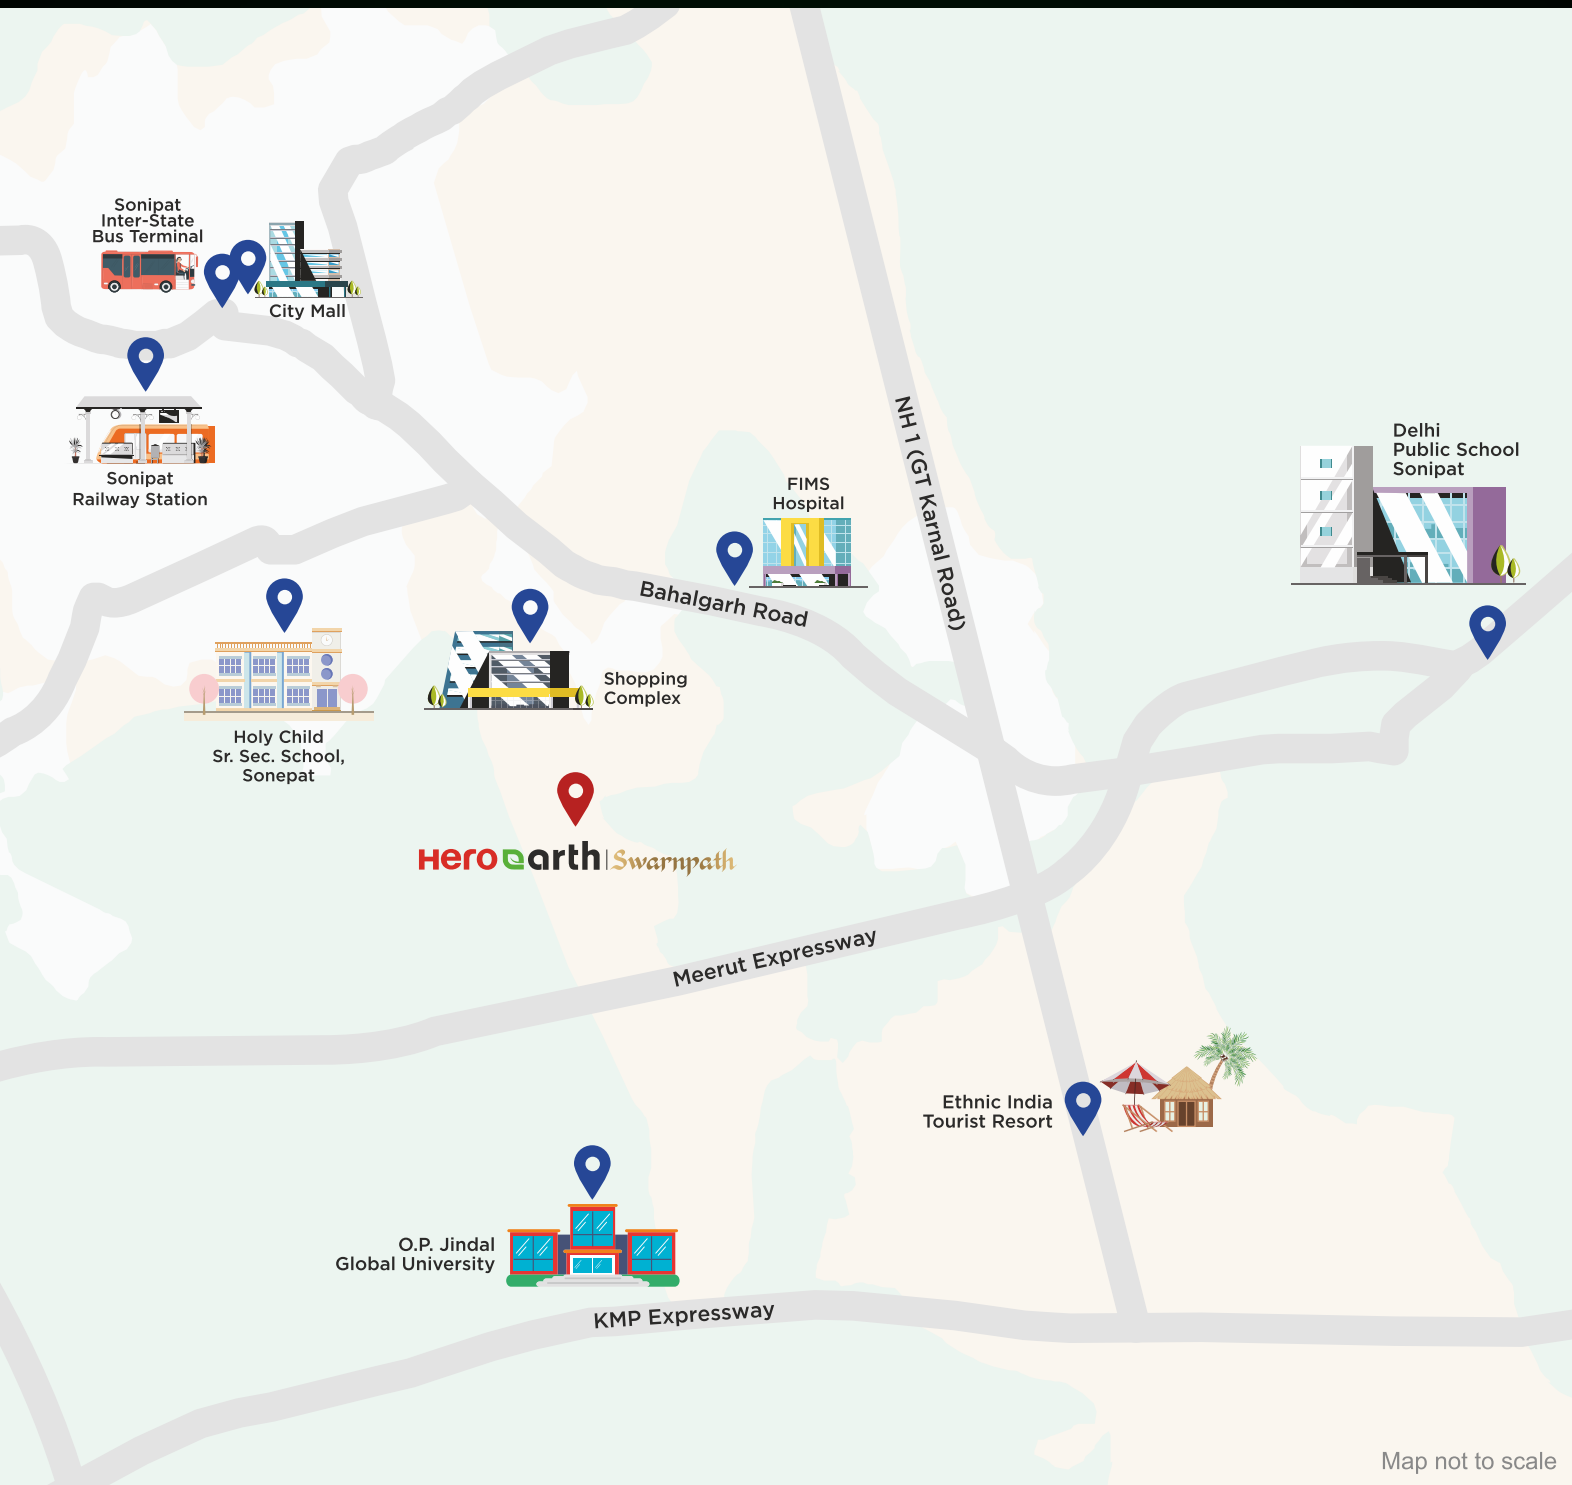 Sonipat
Inter-State
Bus Terminal
City Mall
Sonipat
Railway Station
NH 1 (GT Karnal Road)
Delhi
Public School
Sonipat
FIMS
Hospital
Bahalgarh Road
Shopping
Complex
Holy Child
Sr. Sec. School,
Sonepat
Hero earth | Swarnpath
Meerut Expressway
Ethnic India
Tourist Resort
O.P. Jindal
Global University
KMP Expressway
Map not to scale